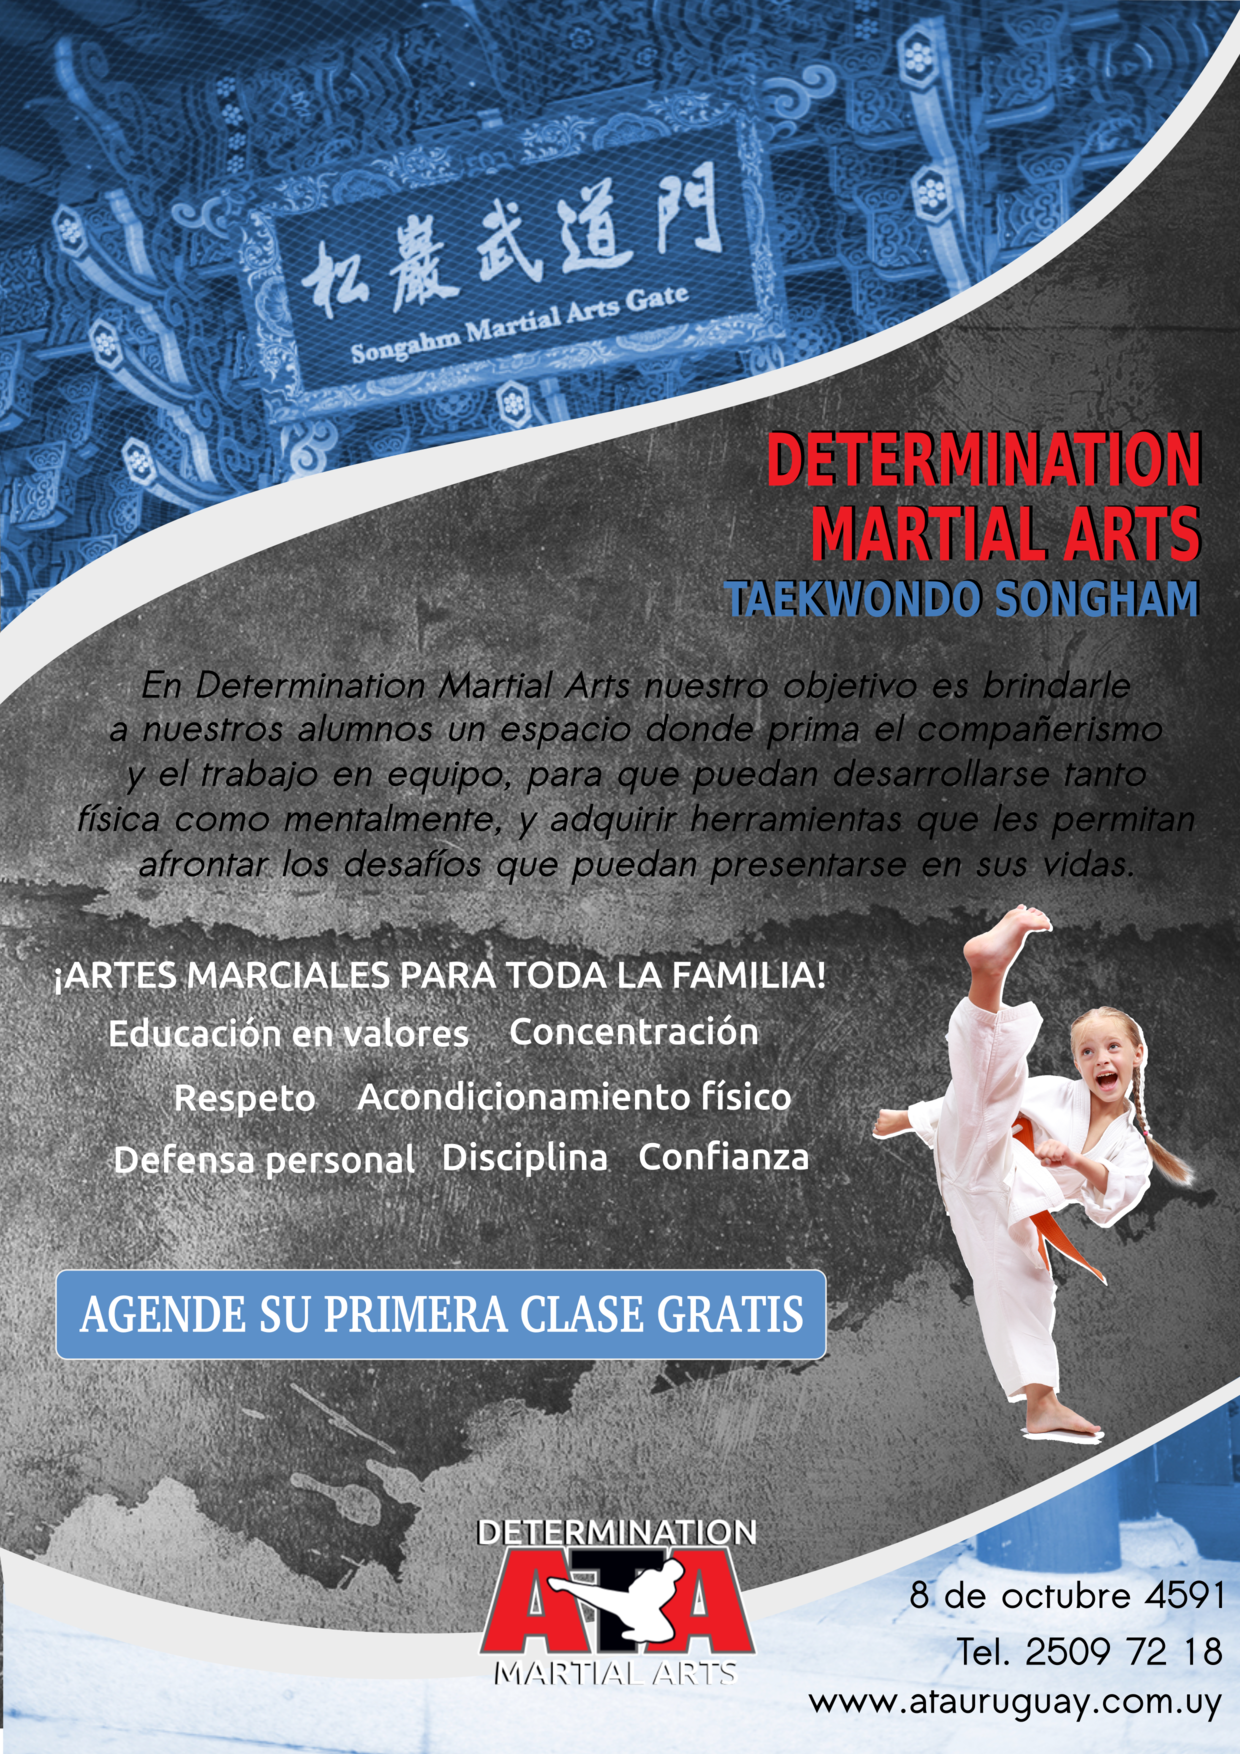 松巖武道門
Songahm Martial Arts Gate
DETERMINATION
MARTIAL ARTS
TAEKWONDO SONGHAM
En Determination Martial Arts nuestro objetivo es brindarle
a nuestros alumnos un espacio donde prima el compañerismo
y el trabajo en equipo, para que puedan desarrollarse tanto
física como mentalmente, y adquirir herramientas que les permitan
afrontar los desafíos que puedan presentarse en sus vidas.
¡ARTES MARCIALES PARA TODA LA FAMILIA!
Educación en valores Concentración
Respeto Acondicionamiento físico
Defensa personal Disciplina Confianza
AGENDE SU PRIMERA CLASE GRATIS
DETERMINATION
ATA
MARTIAL ARTS
8 de octubre 4591
Tel. 2509 72 18
www.atauruguay.com.uy